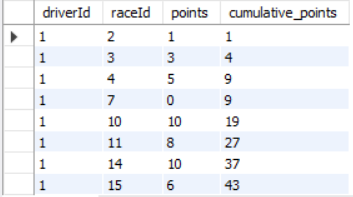 driverId raceId points cumulative_points
1 2 1 1
1 3 3 4
1 4 5 9
1 7 0 9
1 10 10 19
1 11 8 27
1 14 10 37
1 15 6 43